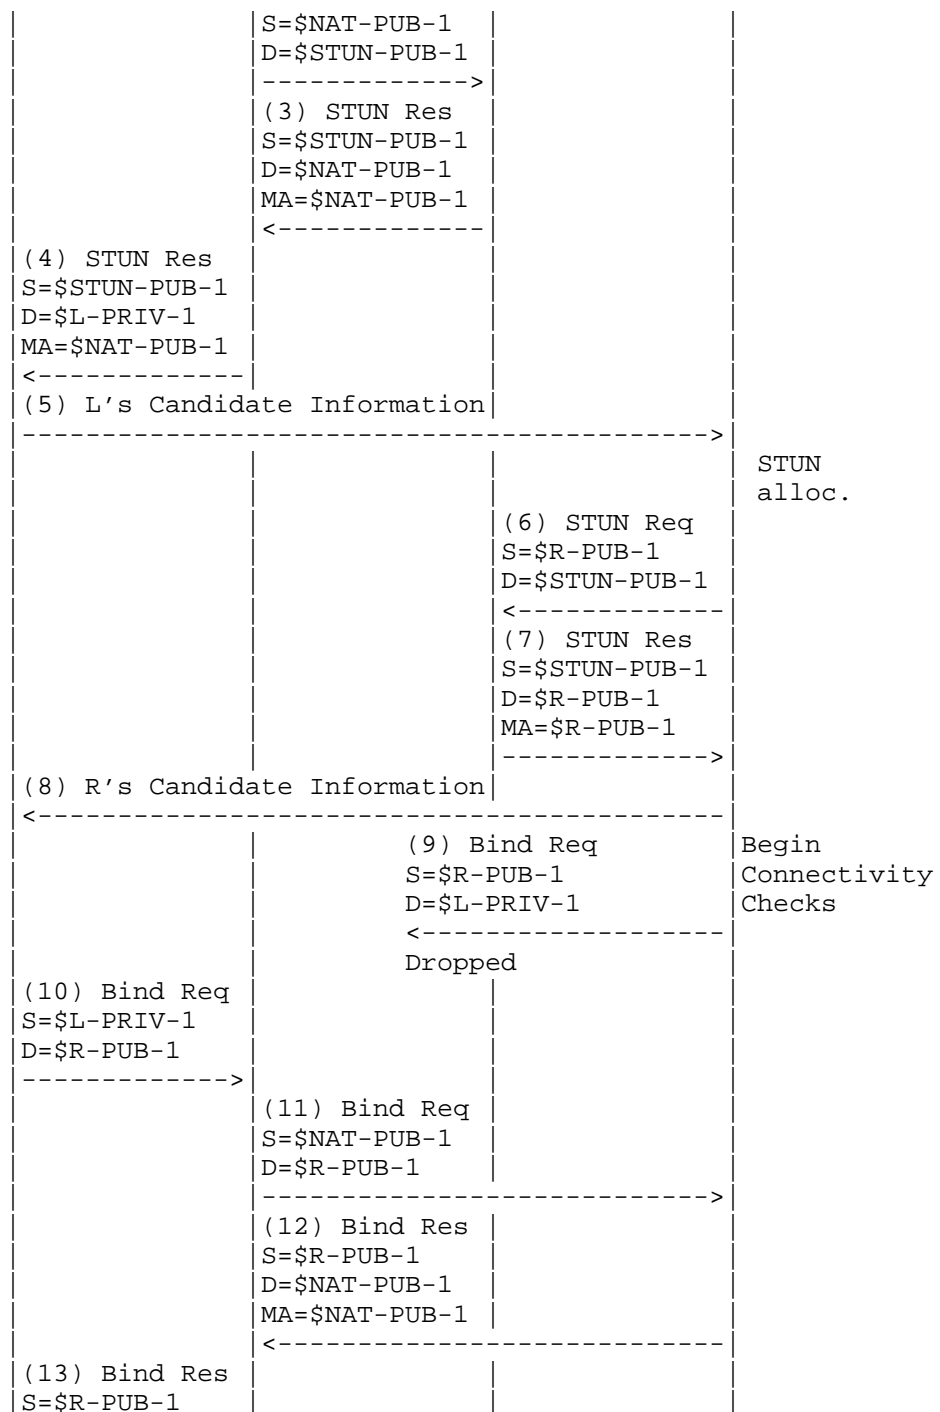 |              |S=$NAT-PUB-1  |              |
|              |D=$STUN-PUB-1 |              |
|              |------------->|              |
|              |(3) STUN Res  |              |
|              |S=$STUN-PUB-1 |              |
|              |D=$NAT-PUB-1  |              |
|              |MA=$NAT-PUB-1 |              |
|              |<-------------|              |
|(4) STUN Res  |              |              |
|S=$STUN-PUB-1 |              |              |
|D=$L-PRIV-1   |              |              |
|MA=$NAT-PUB-1 |              |              |
|<-------------|              |              |
|(5) L’s Candidate Information|              |
|------------------------------------------->|
|              |              |              | STUN
|              |              |              | alloc.
|              |              |(6) STUN Req  |
|              |              |S=$R-PUB-1    |
|              |              |D=$STUN-PUB-1 |
|              |              |<-------------|
|              |              |(7) STUN Res  |
|              |              |S=$STUN-PUB-1 |
|              |              |D=$R-PUB-1    |
|              |              |MA=$R-PUB-1   |
|              |              |------------->|
|(8) R’s Candidate Information|              |
|<-------------------------------------------|
|              |         (9) Bind Req        |Begin
|              |         S=$R-PUB-1          |Connectivity
|              |         D=$L-PRIV-1         |Checks
|              |         <-------------------|
|              |         Dropped             |
|(10) Bind Req |              |              |
|S=$L-PRIV-1   |              |              |
|D=$R-PUB-1    |              |              |
|------------->|              |              |
|              |(11) Bind Req |              |
|              |S=$NAT-PUB-1  |              |
|              |D=$R-PUB-1    |              |
|              |---------------------------->|
|              |(12) Bind Res |              |
|              |S=$R-PUB-1    |              |
|              |D=$NAT-PUB-1  |              |
|              |MA=$NAT-PUB-1 |              |
|              |<----------------------------|
|(13) Bind Res |              |              |
|S=$R-PUB-1    |              |              |